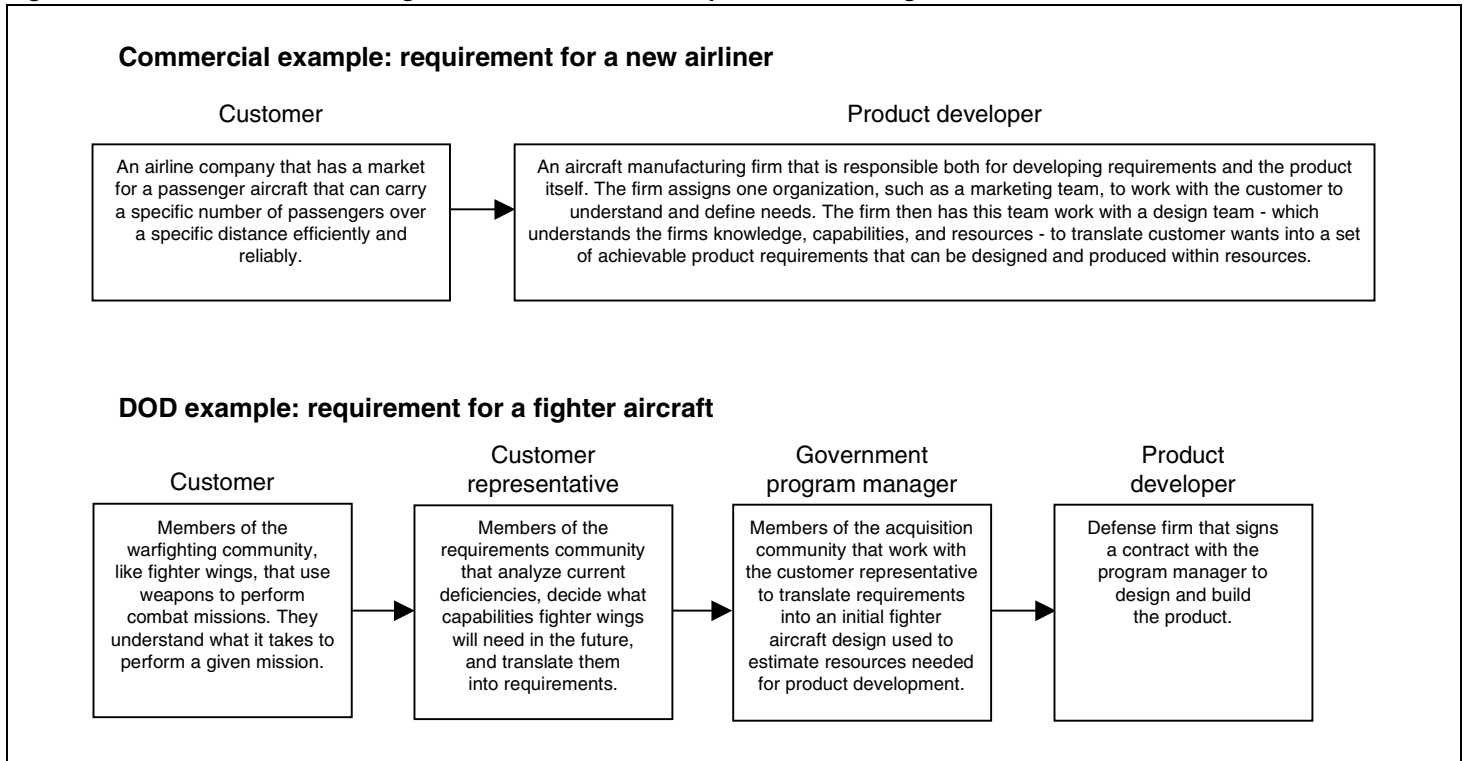 Commercial example: requirement for a new airliner
Customer
Product developer
An airline company that has a market
for a passenger aircraft that can carry
a specific number of passengers over
a specific distance efficiently and
reliably.
An aircraft manufacturing firm that is responsible both for developing requirements and the product
itself. The firm assigns one organization, such as a marketing team, to work with the customer to
understand and define needs. The firm then has this team work with a design team - which
understands the firms knowledge, capabilities, and resources - to translate customer wants into a set
of achievable product requirements that can be designed and produced within resources.
DOD example: requirement for a fighter aircraft
Customer
Members of the
warfighting community,
like fighter wings, that use
weapons to perform
combat missions. They
understand what it takes to
perform a given mission.
Customer
representative
Members of the
requirements community
that analyze current
deficiencies, decide what
capabilities fighter wings
will need in the future,
and translate them
into requirements.
Government
program manager
Members of the acquisition
community that work with
the customer representative
to translate requirements
into an initial fighter
aircraft design used to
estimate resources needed
for product development.
Product
developer
Defense firm that signs
a contract with the
program manager to
design and build
the product.